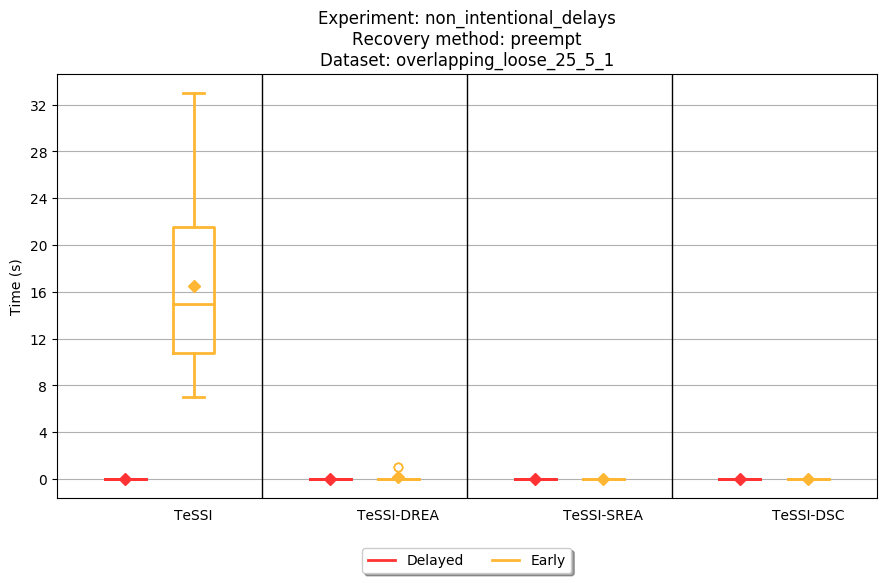 Experiment: non_intentional_delays
Recovery method: preempt
Dataset: overlapping_loose_25_5_1
Time (s)
32
28
24
20
16
12
8
4
0
TeSSI TeSSI-DREA TeSSI-SREA TeSSI-DSC
Delayed Early